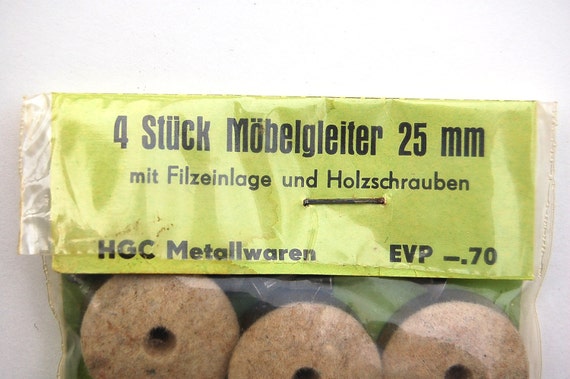 4 Stück Möbelgleiter 25 mm
mit Filzeinlage und Holzschrauben
HGC Metallwaren EVP —.70